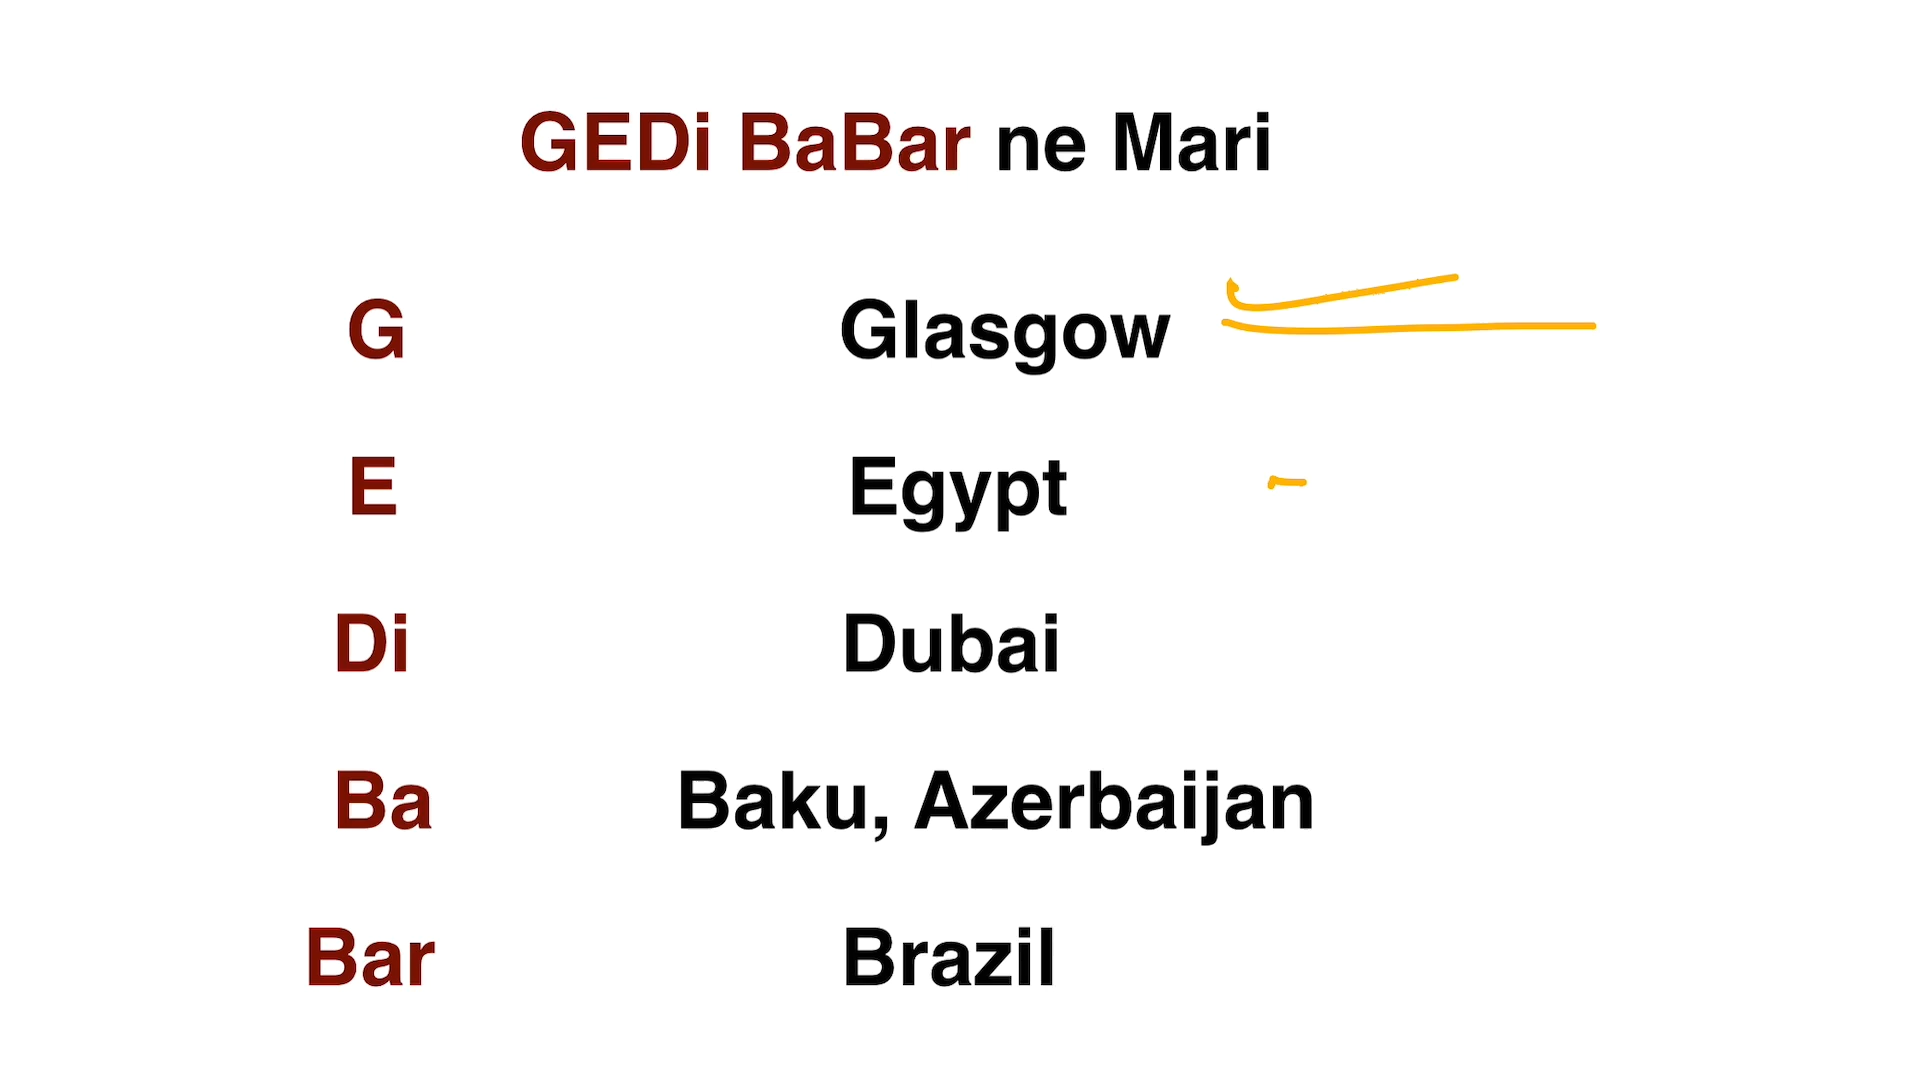 GEDi BaBar ne Mari
G Glasgow
E Egypt
Di Dubai
Ba Baku, Azerbaijan
Bar Brazil